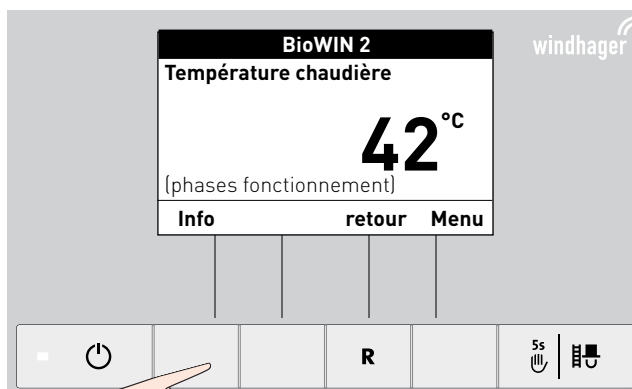 BioWIN 2
windhager
Température chaudière
42°C
(phases fonctionnement)
Info retour Menu
R
5s